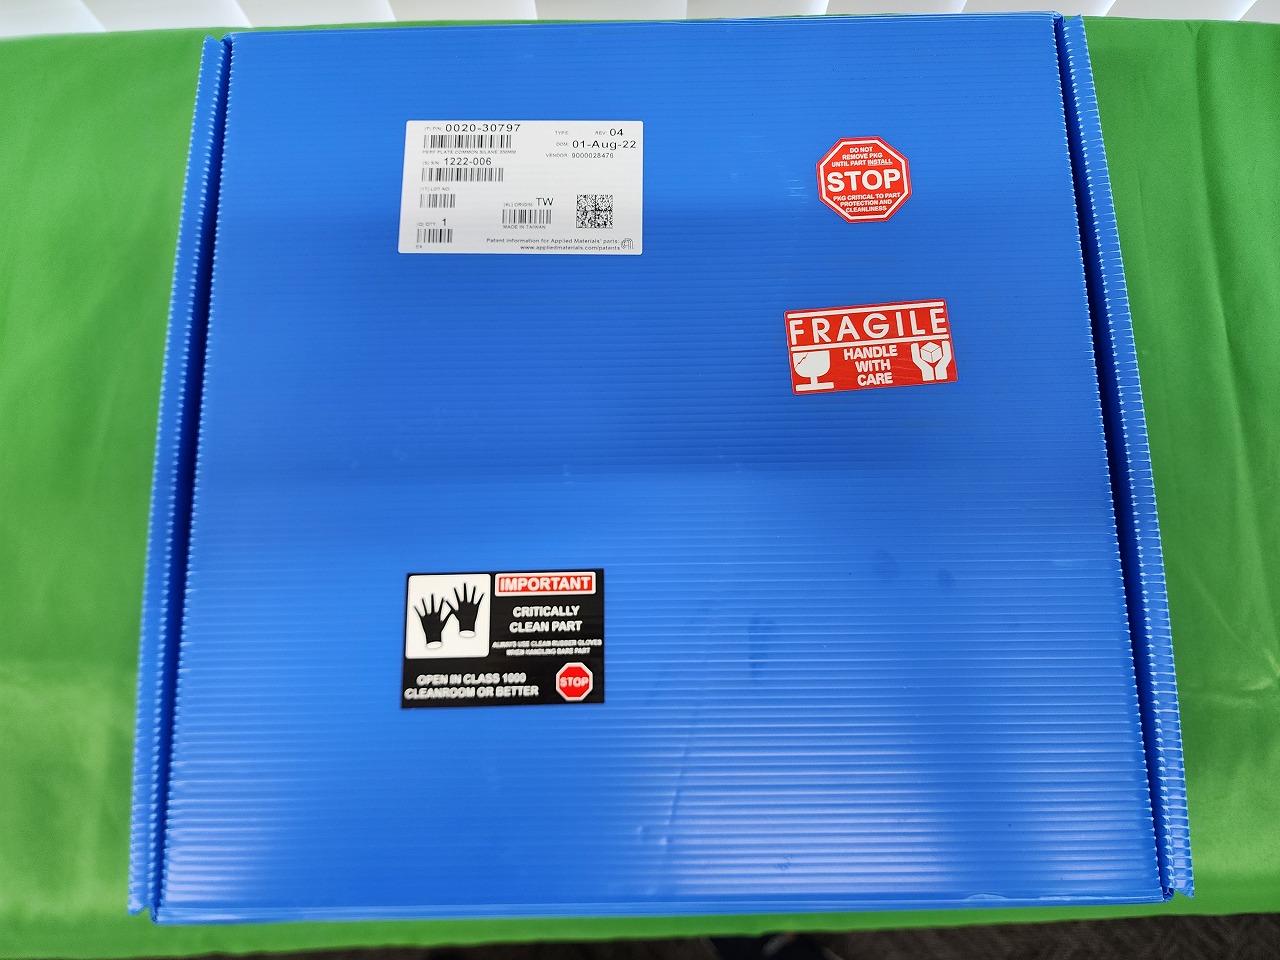 (P) P/N: 0020-30797
PERF PLATE COMMON SILANE 200MM
(S) S/N: 1222-006
(1T) LOT NO:
(Q) QTY: 1
EA
TYPE:
REV: 04
DOM: 01-Aug-22
VENDOR: 9000028476
(4L) ORIGIN: TW
MADE IN TAIWAN
Patent information for Applied Materials' parts:
www.appliedmaterials.com/patents
DO NOT
REMOVE PKG
UNTIL PART INSTALL
STOP
PKG CRITICAL TO PART
PROTECTION AND
CLEANLINESS
FRAGILE
HANDLE
WITH
CARE
IMPORTANT
CRITICALLY
CLEAN PART
ALWAYS USE CLEAN RUBBER GLOVES
WHEN HANDLING BARE PART
OPEN IN CLASS 1000
CLEANROOM OR BETTER
STOP